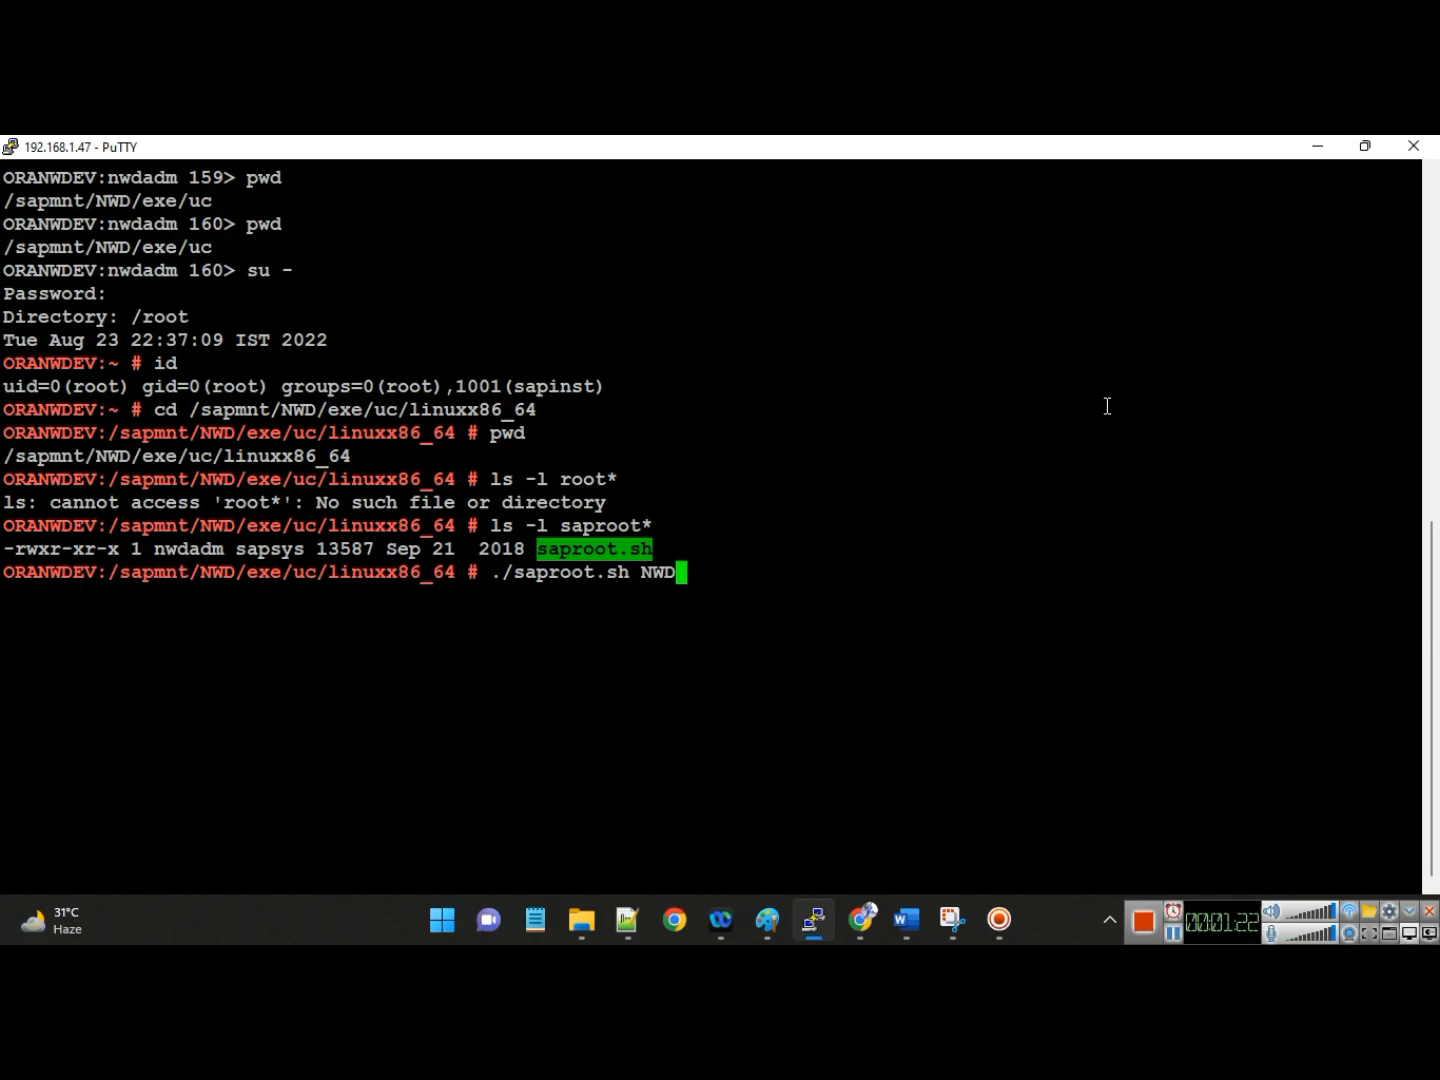 192.168.1.47 - PuTTY
ORANWDEV:nwdadm 159> pwd
/sapmnt/NWD/exe/uc
ORANWDEV:nwdadm 160> pwd
/sapmnt/NWD/exe/uc
ORANWDEV:nwdadm 160> su -
Password:
Directory: /root
Tue Aug 23 22:37:09 IST 2022
ORANWDEV:~ # id
uid=0(root) gid=0(root) groups=0(root),1001(sapinst)
ORANWDEV:~ # cd /sapmnt/NWD/exe/uc/linuxx86_64
ORANWDEV:/sapmnt/NWD/exe/uc/linuxx86_64 # pwd
/sapmnt/NWD/exe/uc/linuxx86_64
ORANWDEV:/sapmnt/NWD/exe/uc/linuxx86_64 # ls -l root*
ls: cannot access 'root*': No such file or directory
ORANWDEV:/sapmnt/NWD/exe/uc/linuxx86_64 # ls -l saproot*
-rwxr-xr-x 1 nwdadm sapsys 13587 Sep 21  2018 saproot.sh
ORANWDEV:/sapmnt/NWD/exe/uc/linuxx86_64 # ./saproot.sh NWD
31°C
Haze
00:01:22